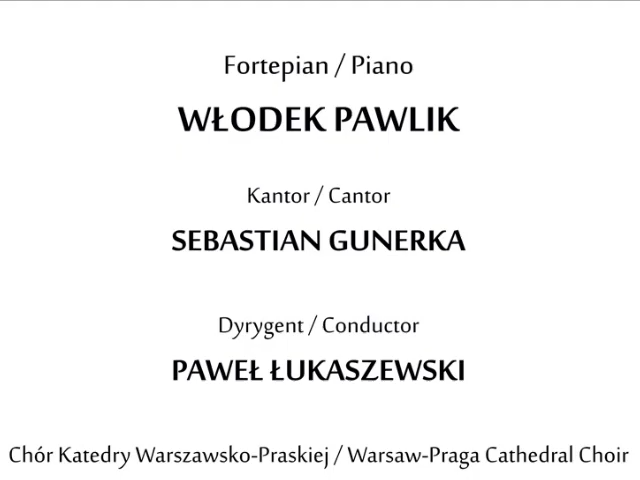 Fortepian / Piano
WŁODEK PAWLIK
Kantor / Cantor
SEBASTIAN GUNERKA
Dyrygent / Conductor
PAWEŁ ŁUKASZEWSKI
Chór Katedry Warszawsko-Praskiej / Warsaw-Praga Cathedral Choir